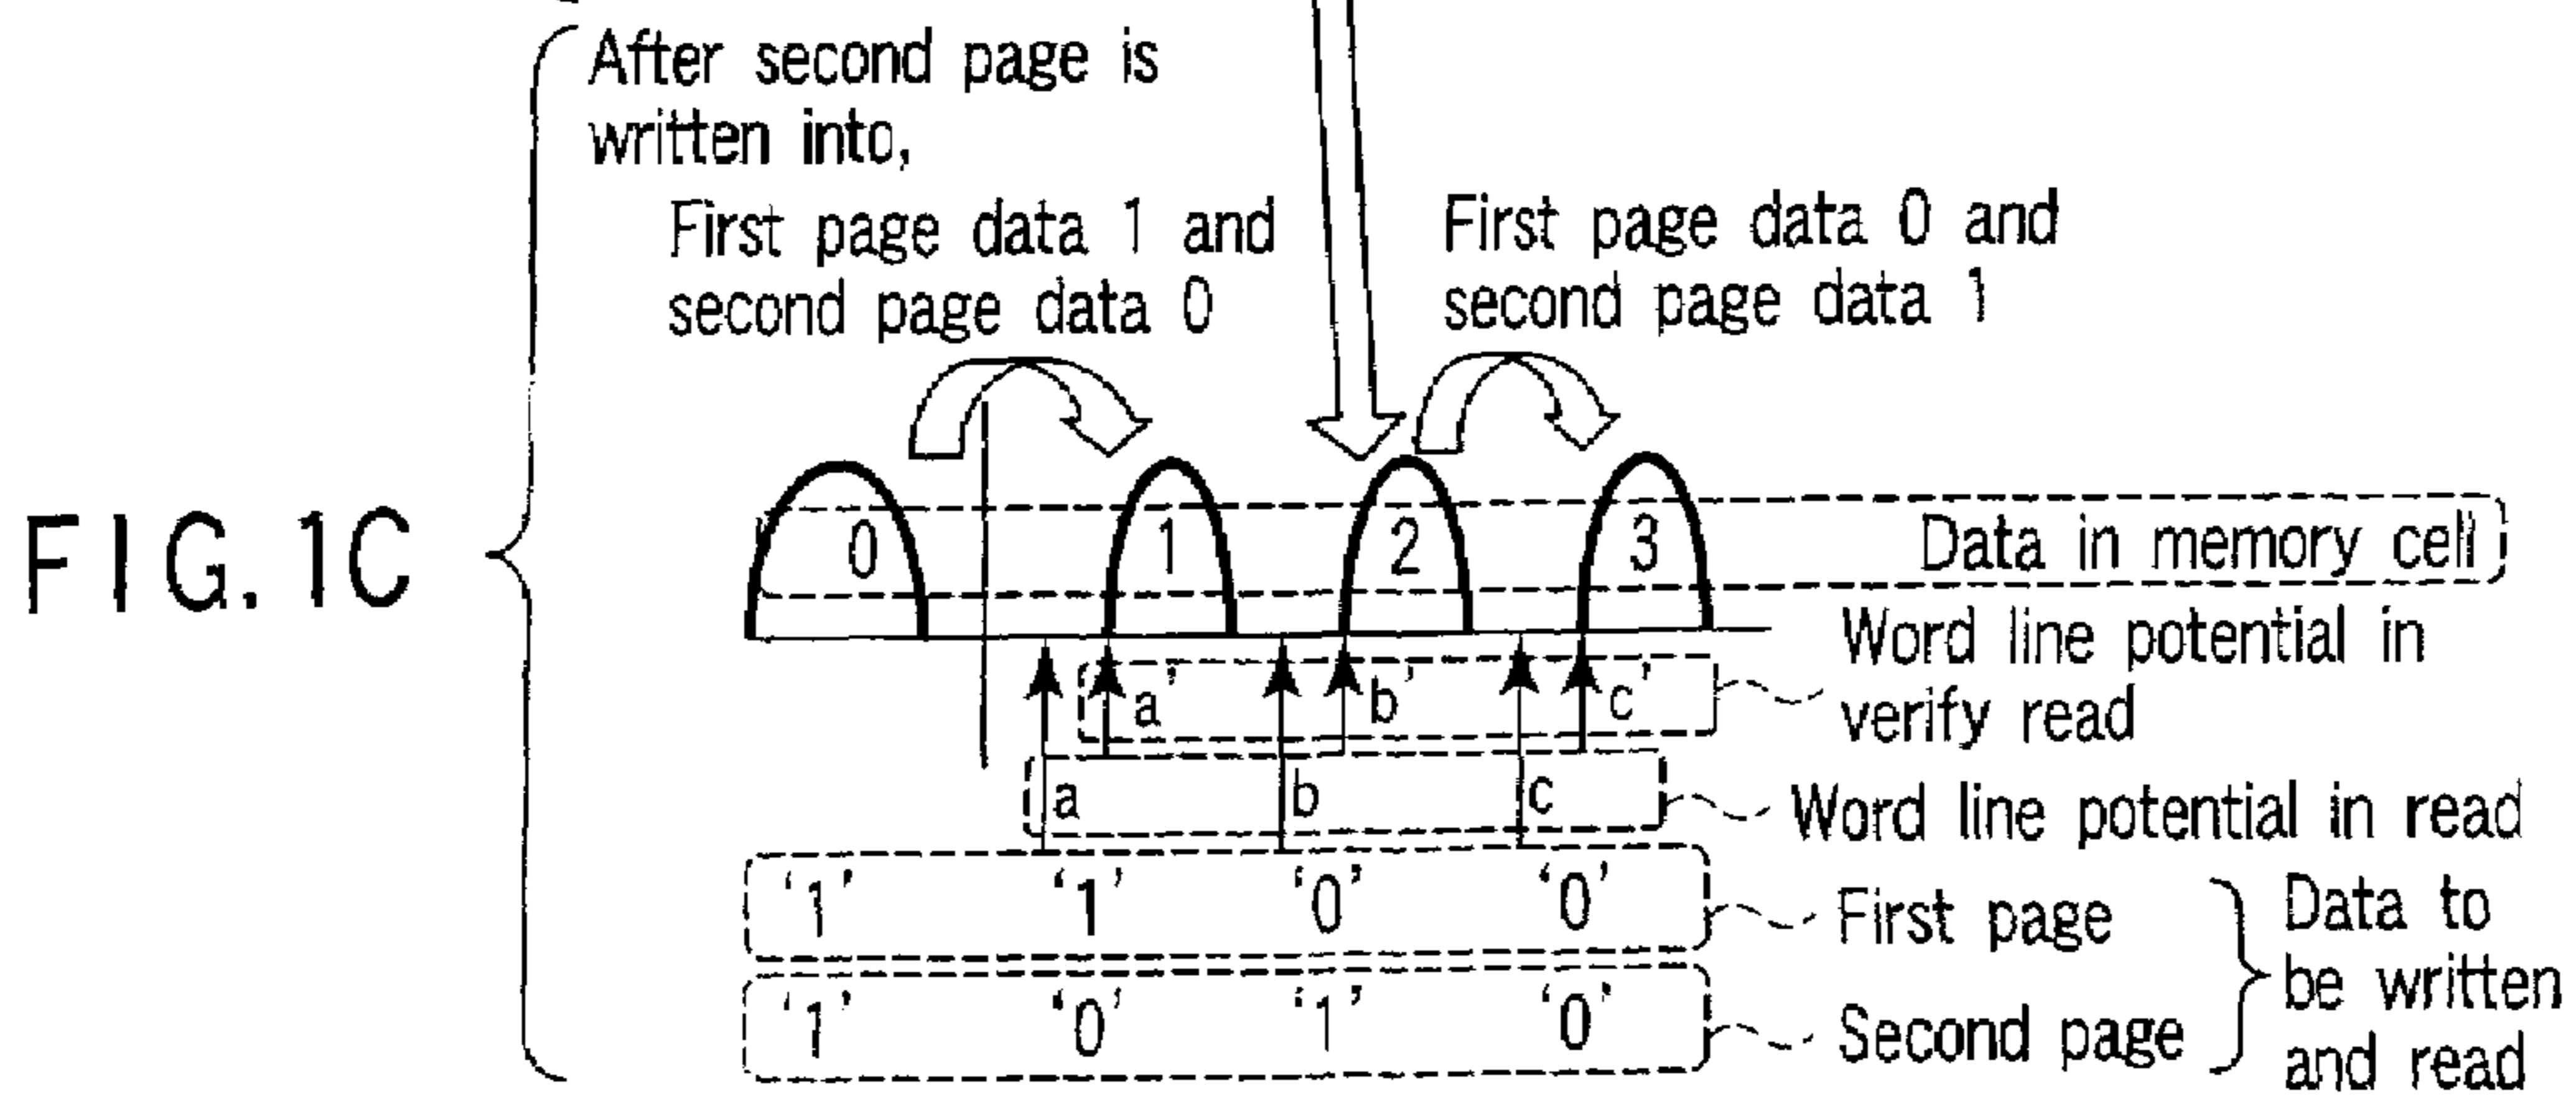 After second page is
written into,
First page data 1 and
second page data 0
First page data 0 and
second page data 1
FIG.1C
0 1 2 3 Data in memory cell
Word line potential in
verify read
a' b' c'
a b c Word line potential in read
'1' '1' '0' '0' First page
'1' '0' '1' '0' Second page
Data to
be written
and read